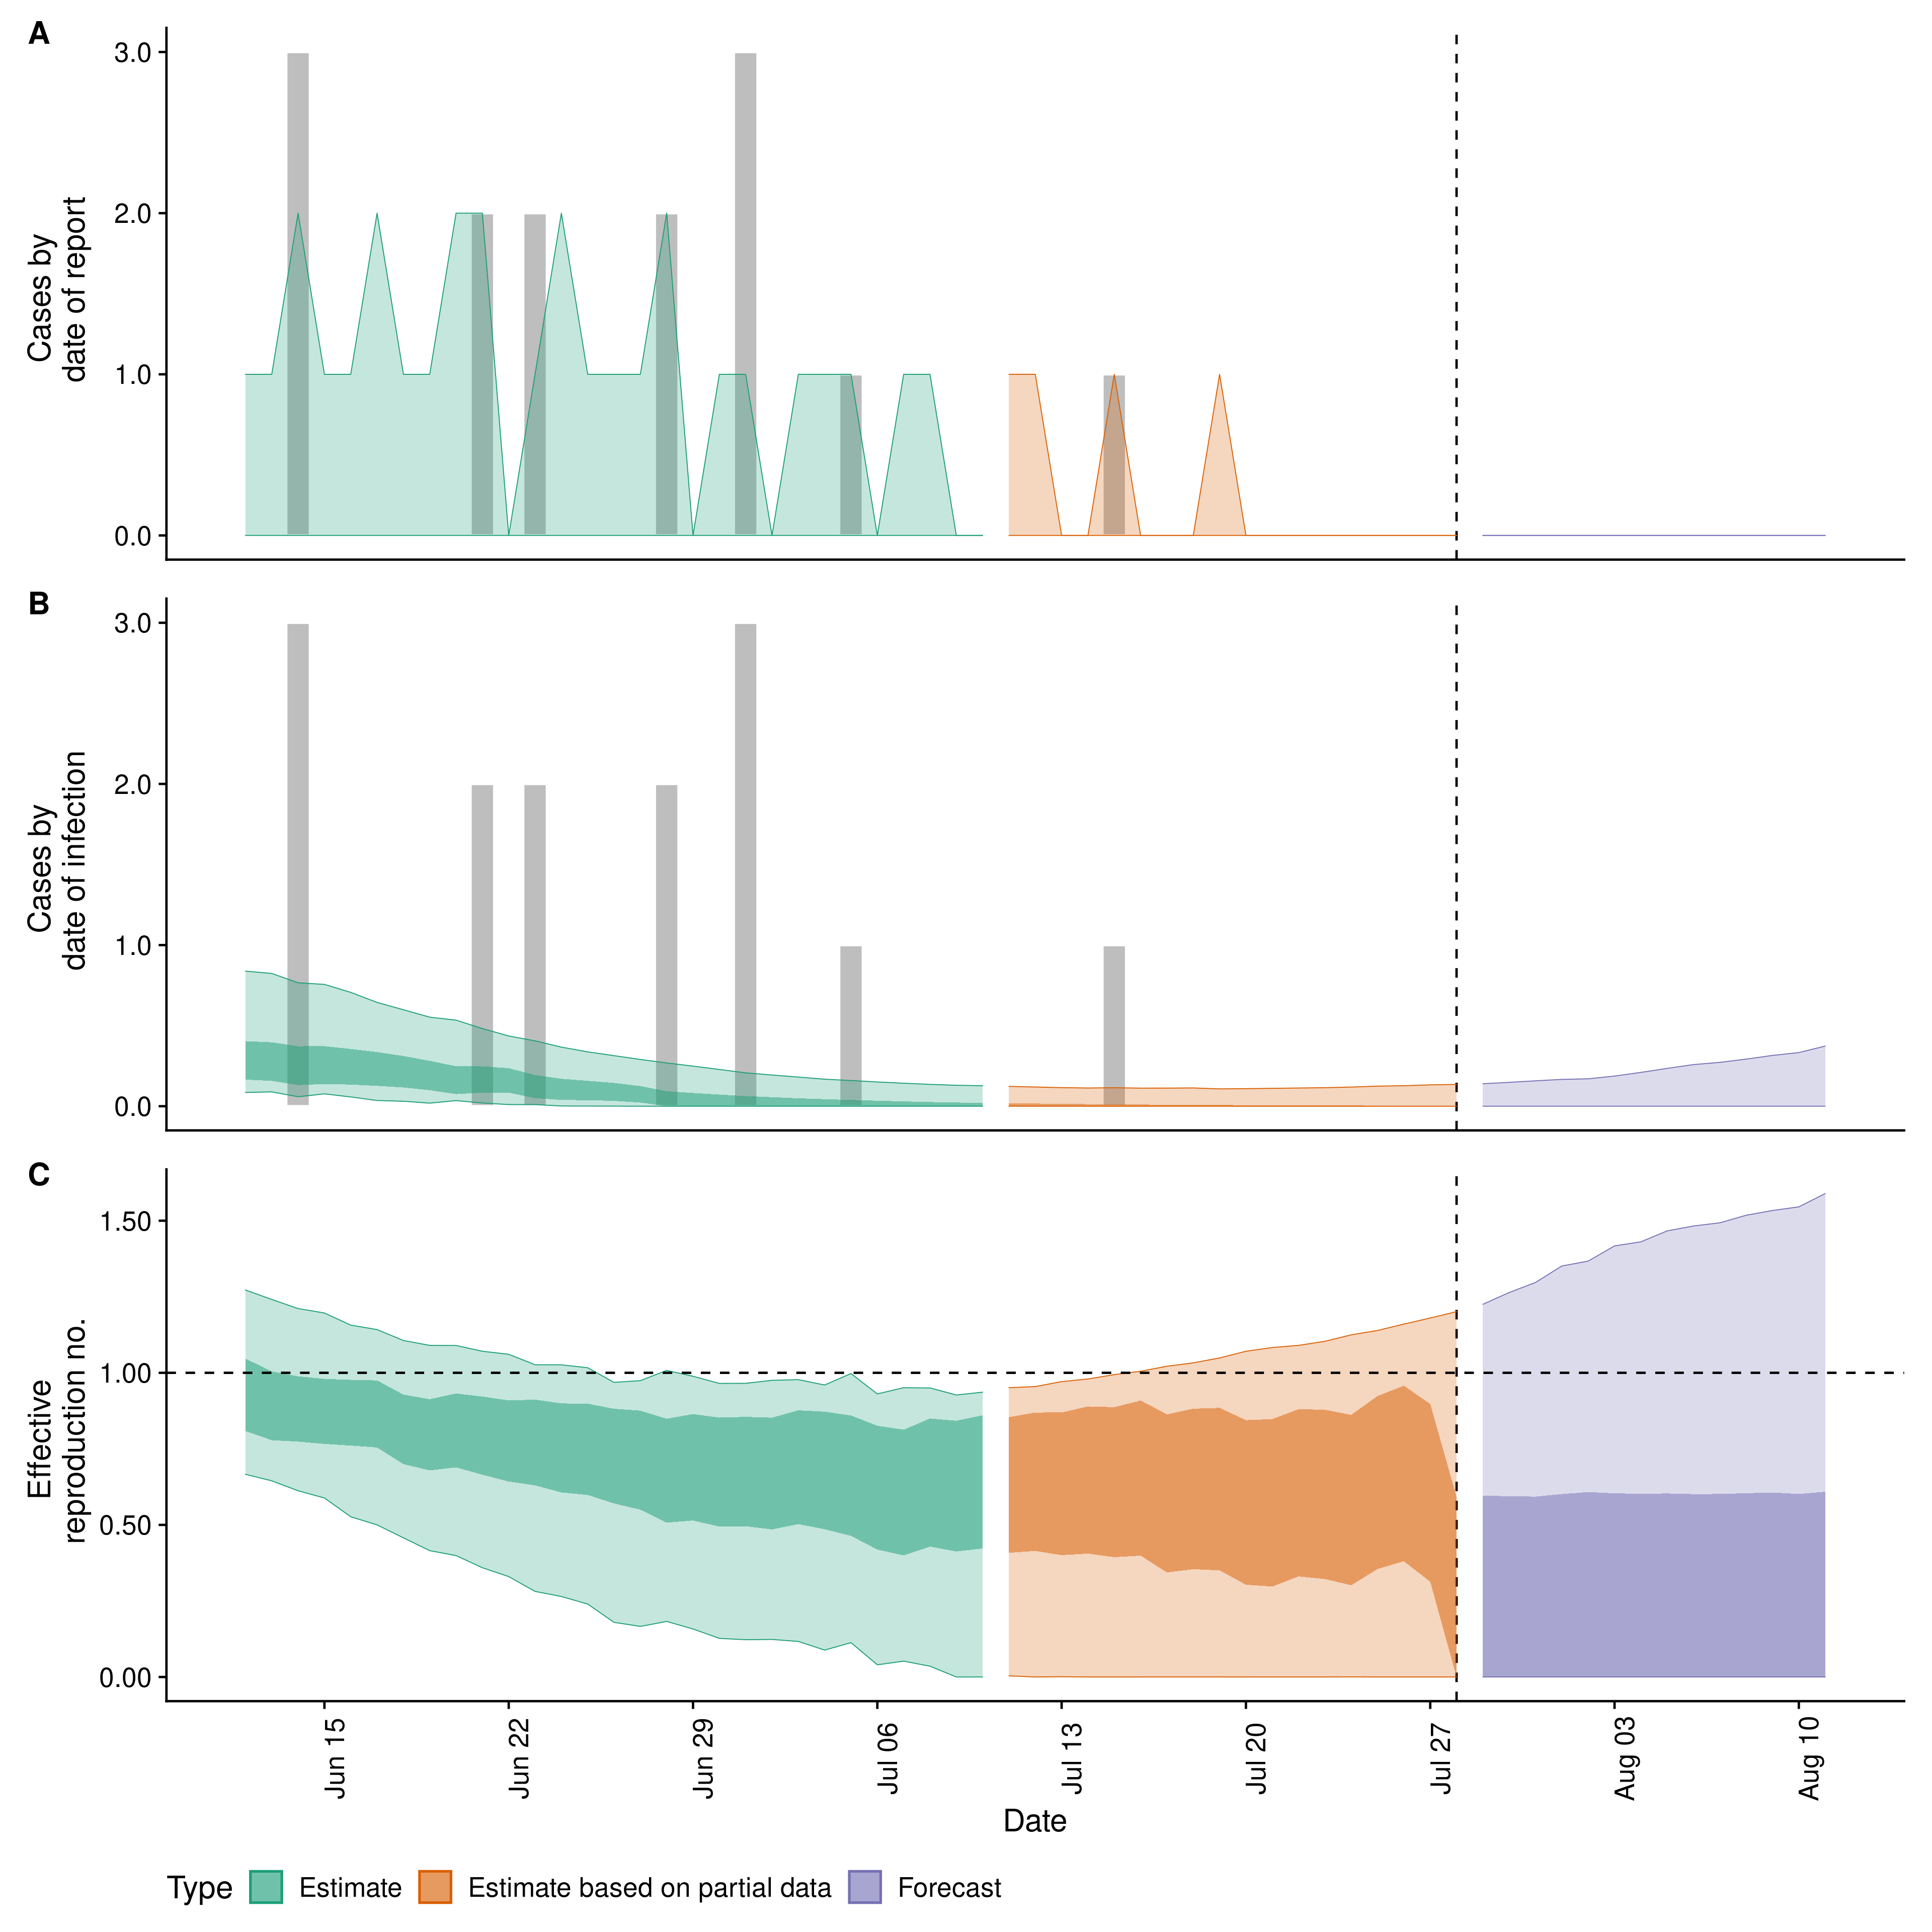 A
3.0
2.0
1.0
0.0
Cases by
date of report
B
3.0
2.0
1.0
0.0
Cases by
date of infection
C
1.50
1.00
0.50
0.00
Effective
reproduction no.
Jun 15
Jun 22
Jun 29
Jul 06
Jul 13
Jul 20
Jul 27
Aug 03
Aug 10
Date
Type
Estimate
Estimate based on partial data
Forecast